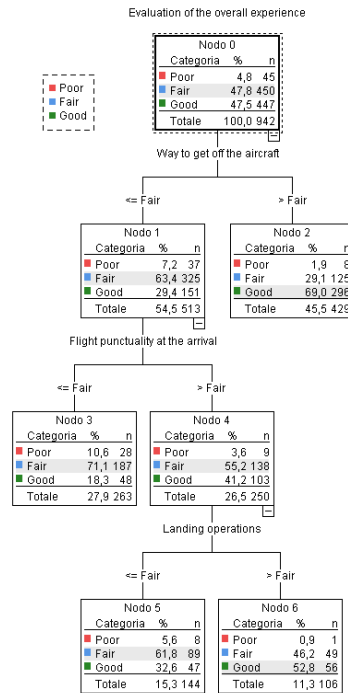 Evaluation of the overall experience
Poor
Fair
Good
Nodo 0
Categoria % n
Poor 4,8 45
Fair 47,8 450
Good 47,5 447
Totale 100,0 942
Way to get off the aircraft
<= Fair
> Fair
Nodo 1
Categoria % n
Poor 7,2 37
Fair 63,4 325
Good 29,4 151
Totale 54,5 513
Nodo 2
Categoria % n
Poor 1,9 8
Fair 29,1 125
Good 69,0 296
Totale 45,5 429
Flight punctuality at the arrival
<= Fair
> Fair
Nodo 3
Categoria % n
Poor 10,6 28
Fair 71,1 187
Good 18,3 48
Totale 27,9 263
Nodo 4
Categoria % n
Poor 3,6 9
Fair 55,2 138
Good 41,2 103
Totale 26,5 250
Landing operations
<= Fair
> Fair
Nodo 5
Categoria % n
Poor 5,6 8
Fair 61,8 89
Good 32,6 47
Totale 15,3 144
Nodo 6
Categoria % n
Poor 0,9 1
Fair 46,2 49
Good 52,8 56
Totale 11,3 106